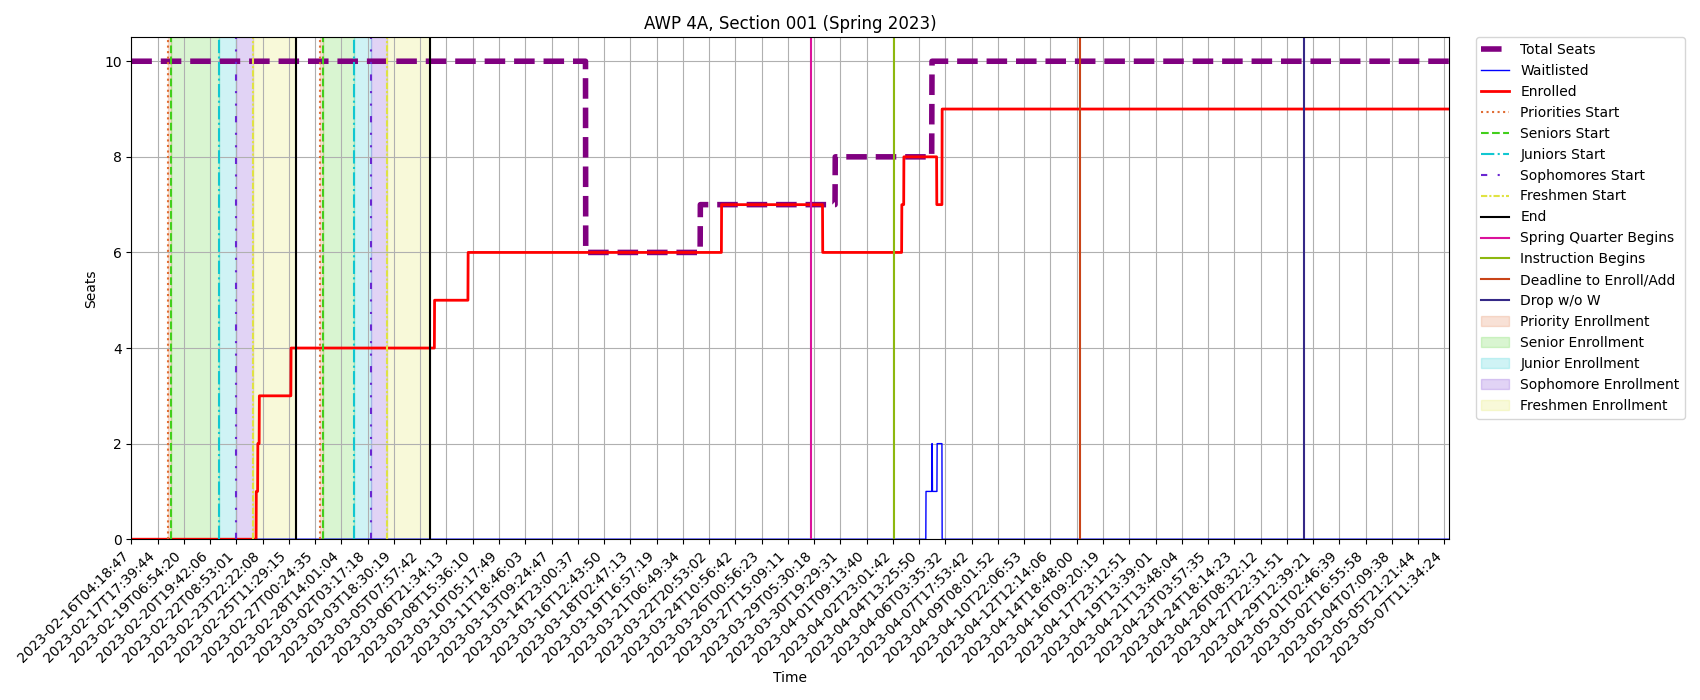 AWP 4A, Section 001 (Spring 2023)
Seats
10
8
6
4
2
0
2023-02-16T04:18:47
2023-02-17T17:39:44
2023-02-19T06:54:20
2023-02-20T19:42:06
2023-02-22T08:53:01
2023-02-23T22:22:08
2023-02-25T11:29:15
2023-02-27T00:24:35
2023-02-28T14:01:04
2023-03-02T03:17:18
2023-03-03T18:30:19
2023-03-05T07:57:42
2023-03-06T21:34:13
2023-03-08T15:36:10
2023-03-10T05:17:49
2023-03-11T18:46:03
2023-03-13T09:24:47
2023-03-14T23:00:37
2023-03-16T12:43:50
2023-03-18T02:47:13
2023-03-19T16:57:19
2023-03-21T06:49:34
2023-03-22T20:53:02
2023-03-24T10:56:42
2023-03-26T00:56:23
2023-03-27T15:09:11
2023-03-29T05:30:18
2023-03-30T19:29:31
2023-04-01T09:13:40
2023-04-02T23:01:42
2023-04-04T13:25:50
2023-04-06T03:35:32
2023-04-07T17:53:42
2023-04-09T08:01:52
2023-04-10T22:06:53
2023-04-12T12:14:06
2023-04-14T18:48:00
2023-04-16T09:20:19
2023-04-17T23:12:51
2023-04-19T13:39:01
2023-04-21T13:48:04
2023-04-23T03:57:35
2023-04-24T18:14:23
2023-04-26T08:32:12
2023-04-27T22:31:51
2023-04-29T12:39:21
2023-05-01T02:46:39
2023-05-02T16:55:58
2023-05-04T07:09:38
2023-05-05T21:21:44
2023-05-07T11:34:24
Time
Total Seats
Waitlisted
Enrolled
Priorities Start
Seniors Start
Juniors Start
Sophomores Start
Freshmen Start
End
Spring Quarter Begins
Instruction Begins
Deadline to Enroll/Add
Drop w/o W
Priority Enrollment
Senior Enrollment
Junior Enrollment
Sophomore Enrollment
Freshmen Enrollment